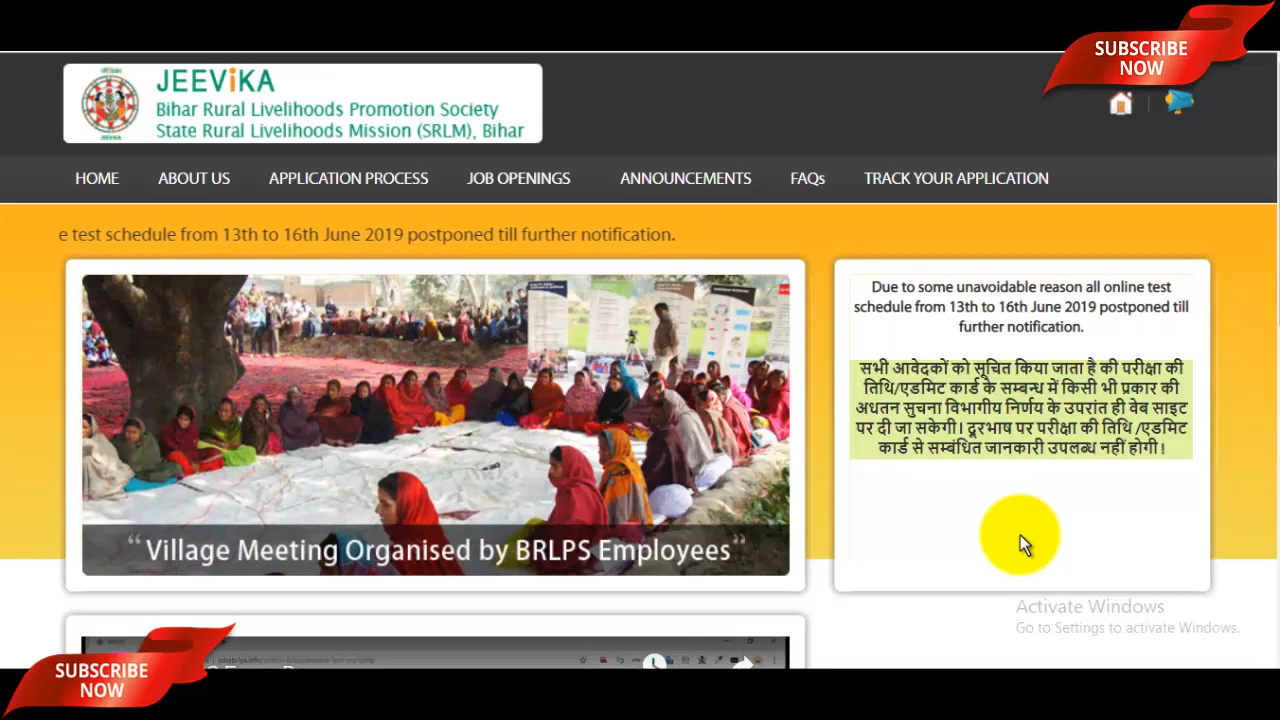 SUBSCRIBE
NOW
JEEViKA
Bihar Rural Livelihoods Promotion Society
State Rural Livelihoods Mission (SRLM), Bihar
HOME ABOUT US APPLICATION PROCESS JOB OPENINGS ANNOUNCEMENTS FAQs TRACK YOUR APPLICATION
e test schedule from 13th to 16th June 2019 postponed till further notification.
Due to some unavoidable reason all online test
schedule from 13th to 16th June 2019 postponed till
further notification.
सभी आवेदकों को सूचित किया जाता है की परीक्षा की
तिथि/एडमिट कार्ड के सम्बन्ध में किसी भी प्रकार की
अधतन सुचना विभागीय निर्णय के उपरांत ही वेब साइट
पर दी जा सकेगी। दूरभाष पर परीक्षा की तिथि /एडमिट
कार्ड से सम्बंधित जानकारी उपलब्ध नहीं होगी !
“Village Meeting Organised by BRLPS Employees”
Activate Windows
Go to Settings to activate Windows.
SUBSCRIBE
NOW